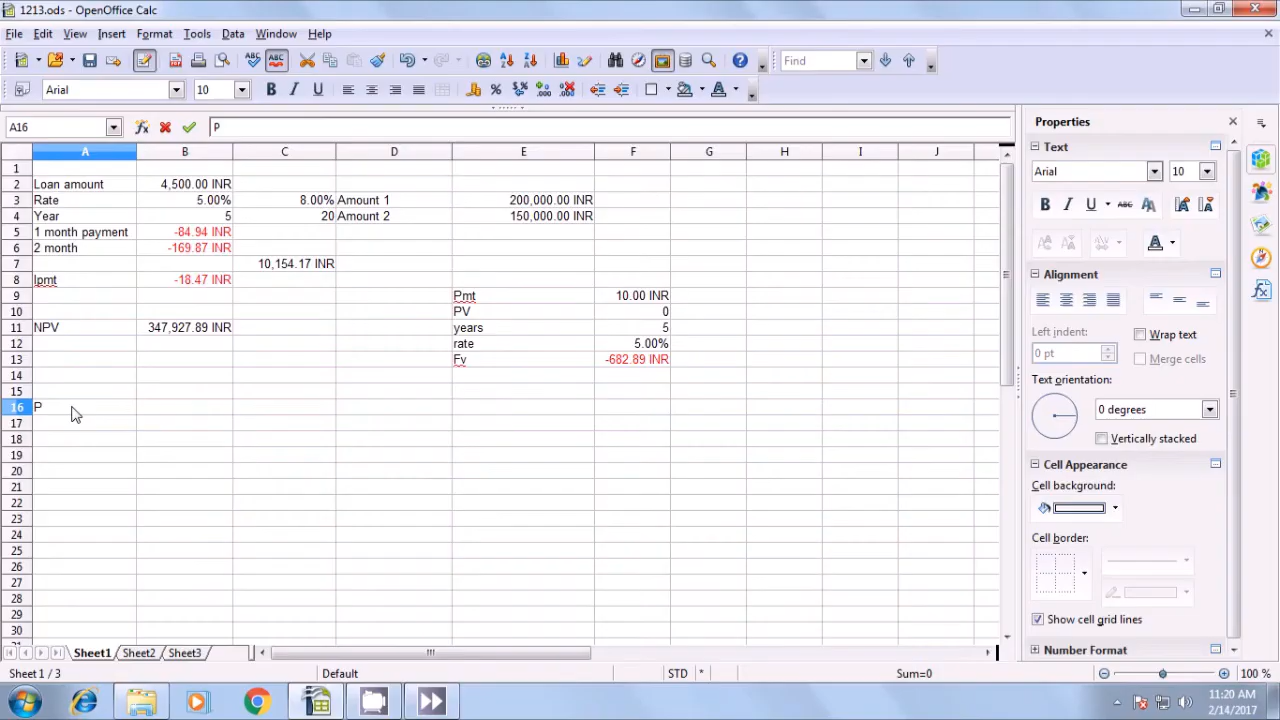 1213.ods - OpenOffice Calc
File Edit View Insert Format Tools Data Window Help
Find
Arial 10
A16 P
A B C D E F G H I J
1
2 Loan amount 4,500.00 INR
3 Rate 5.00% 8.00% Amount 1 200,000.00 INR
4 Year 5 20 Amount 2 150,000.00 INR
5 1 month payment -84.94 INR
6 2 month -169.87 INR
7 10,154.17 INR
8 Ipmt -18.47 INR
9 Pmt 10.00 INR
10 PV 0
11 NPV 347,927.89 INR years 5
12 rate 5.00%
13 Fv -682.89 INR
14
15
16 P
17
18
19
20
21
22
23
24
25
26
27
28
29
30
Sheet1 Sheet2 Sheet3
Sheet 1 / 3 Default STD * Sum=0 100 %
Properties
Text
Arial 10
Alignment
Left indent: Wrap text
0 pt Merge cells
Text orientation:
0 degrees
Vertically stacked
Cell Appearance
Cell background:
Cell border:
Show cell grid lines
Number Format
11:20 AM
2/14/2017